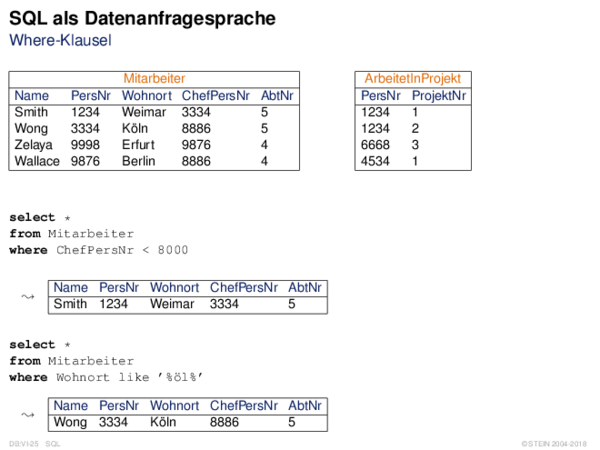 SQL als Datenanfragesprache
Where-Klausel
Mitarbeiter
Name PersNr Wohnort ChefPersNr AbtNr
Smith 1234 Weimar 3334 5
Wong 3334 Köln 8886 5
Zelaya 9998 Erfurt 9876 4
Wallace 9876 Berlin 8886 4
ArbeitetInProjekt
PersNr ProjektNr
1234 1
1234 2
6668 3
4534 1
select *
from Mitarbeiter
where ChefPersNr < 8000
⤳
Name PersNr Wohnort ChefPersNr AbtNr
Smith 1234 Weimar 3334 5
select *
from Mitarbeiter
where Wohnort like ’%öl%’
⤳
Name PersNr Wohnort ChefPersNr AbtNr
Wong 3334 Köln 8886 5
DB:VI-25 SQL
©STEIN 2004-2018